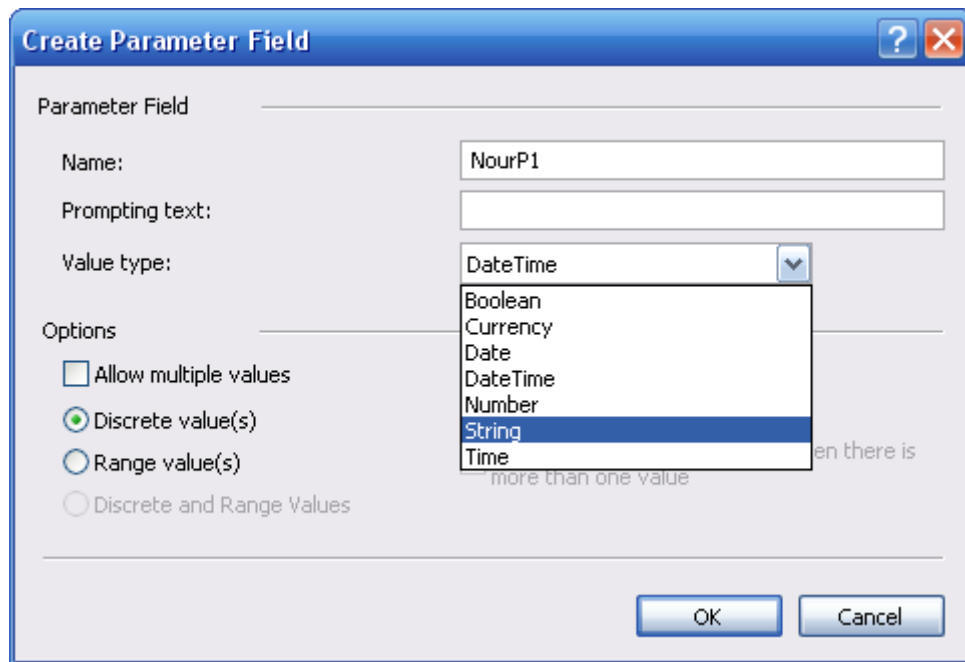 Create Parameter Field
Parameter Field
Name:
NourP1
Prompting text:
Value type:
DateTime
Boolean
Currency
Date
DateTime
Number
String
Time
Options
Allow multiple values
Discrete value(s)
Range value(s)
Discrete and Range Values
en there is
more than one value
OK
Cancel